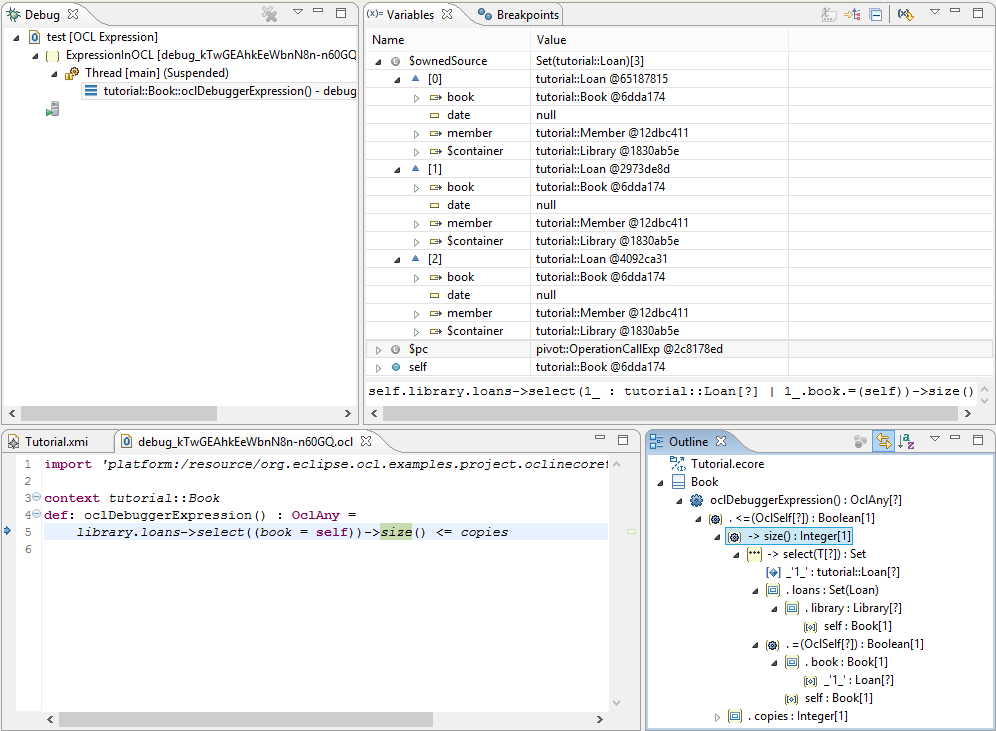 Debug
test [OCL Expression]
ExpressionInOCL [debug_kTwGEAhkEeWbnN8n-n60GQ
Thread [main] (Suspended)
tutorial::Book::oclDebuggerExpression() - debug
(x)= Variables
Breakpoints
Name Value
$ownedSource Set(tutorial::Loan)[3]
[0] tutorial::Loan @65187815
book tutorial::Book @6dda174
date null
member tutorial::Member @12dbc411
$container tutorial::Library @1830ab5e
[1] tutorial::Loan @2973de8d
book tutorial::Book @6dda174
date null
member tutorial::Member @12dbc411
$container tutorial::Library @1830ab5e
[2] tutorial::Loan @4092ca31
book tutorial::Book @6dda174
date null
member tutorial::Member @12dbc411
$container tutorial::Library @1830ab5e
$pc pivot::OperationCallExp @2c8178ed
self tutorial::Book @6dda174
self.library.loans->select(1_ : tutorial::Loan[?] | 1_.book.=(self))->size()
Tutorial.xmi
debug_kTwGEAhkEeWbnN8n-n60GQ.ocl
1 import 'platform:/resource/org.eclipse.ocl.examples.project.oclinecoret
2
3 context tutorial::Book
4 def: oclDebuggerExpression() : OclAny =
5 library.loans->select((book = self))->size() <= copies
6
Outline
Tutorial.ecore
Book
oclDebuggerExpression() : OclAny[?]
. <=(OclSelf[?]) : Boolean[1]
-> size() : Integer[1]
-> select(T[?]) : Set
_'1_' : tutorial::Loan[?]
. loans : Set(Loan)
. library : Library[?]
self : Book[1]
. =(OclSelf[?]) : Boolean[1]
. book : Book[1]
_'1_' : Loan[?]
self : Book[1]
. copies : Integer[1]